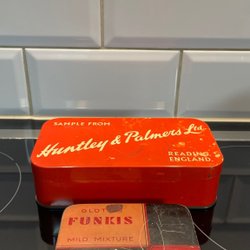 SAMPLE FROM
Huntley & Palmers Ltd.
READING
ENGLAND.
FUNKIS
MILD MIXTURE